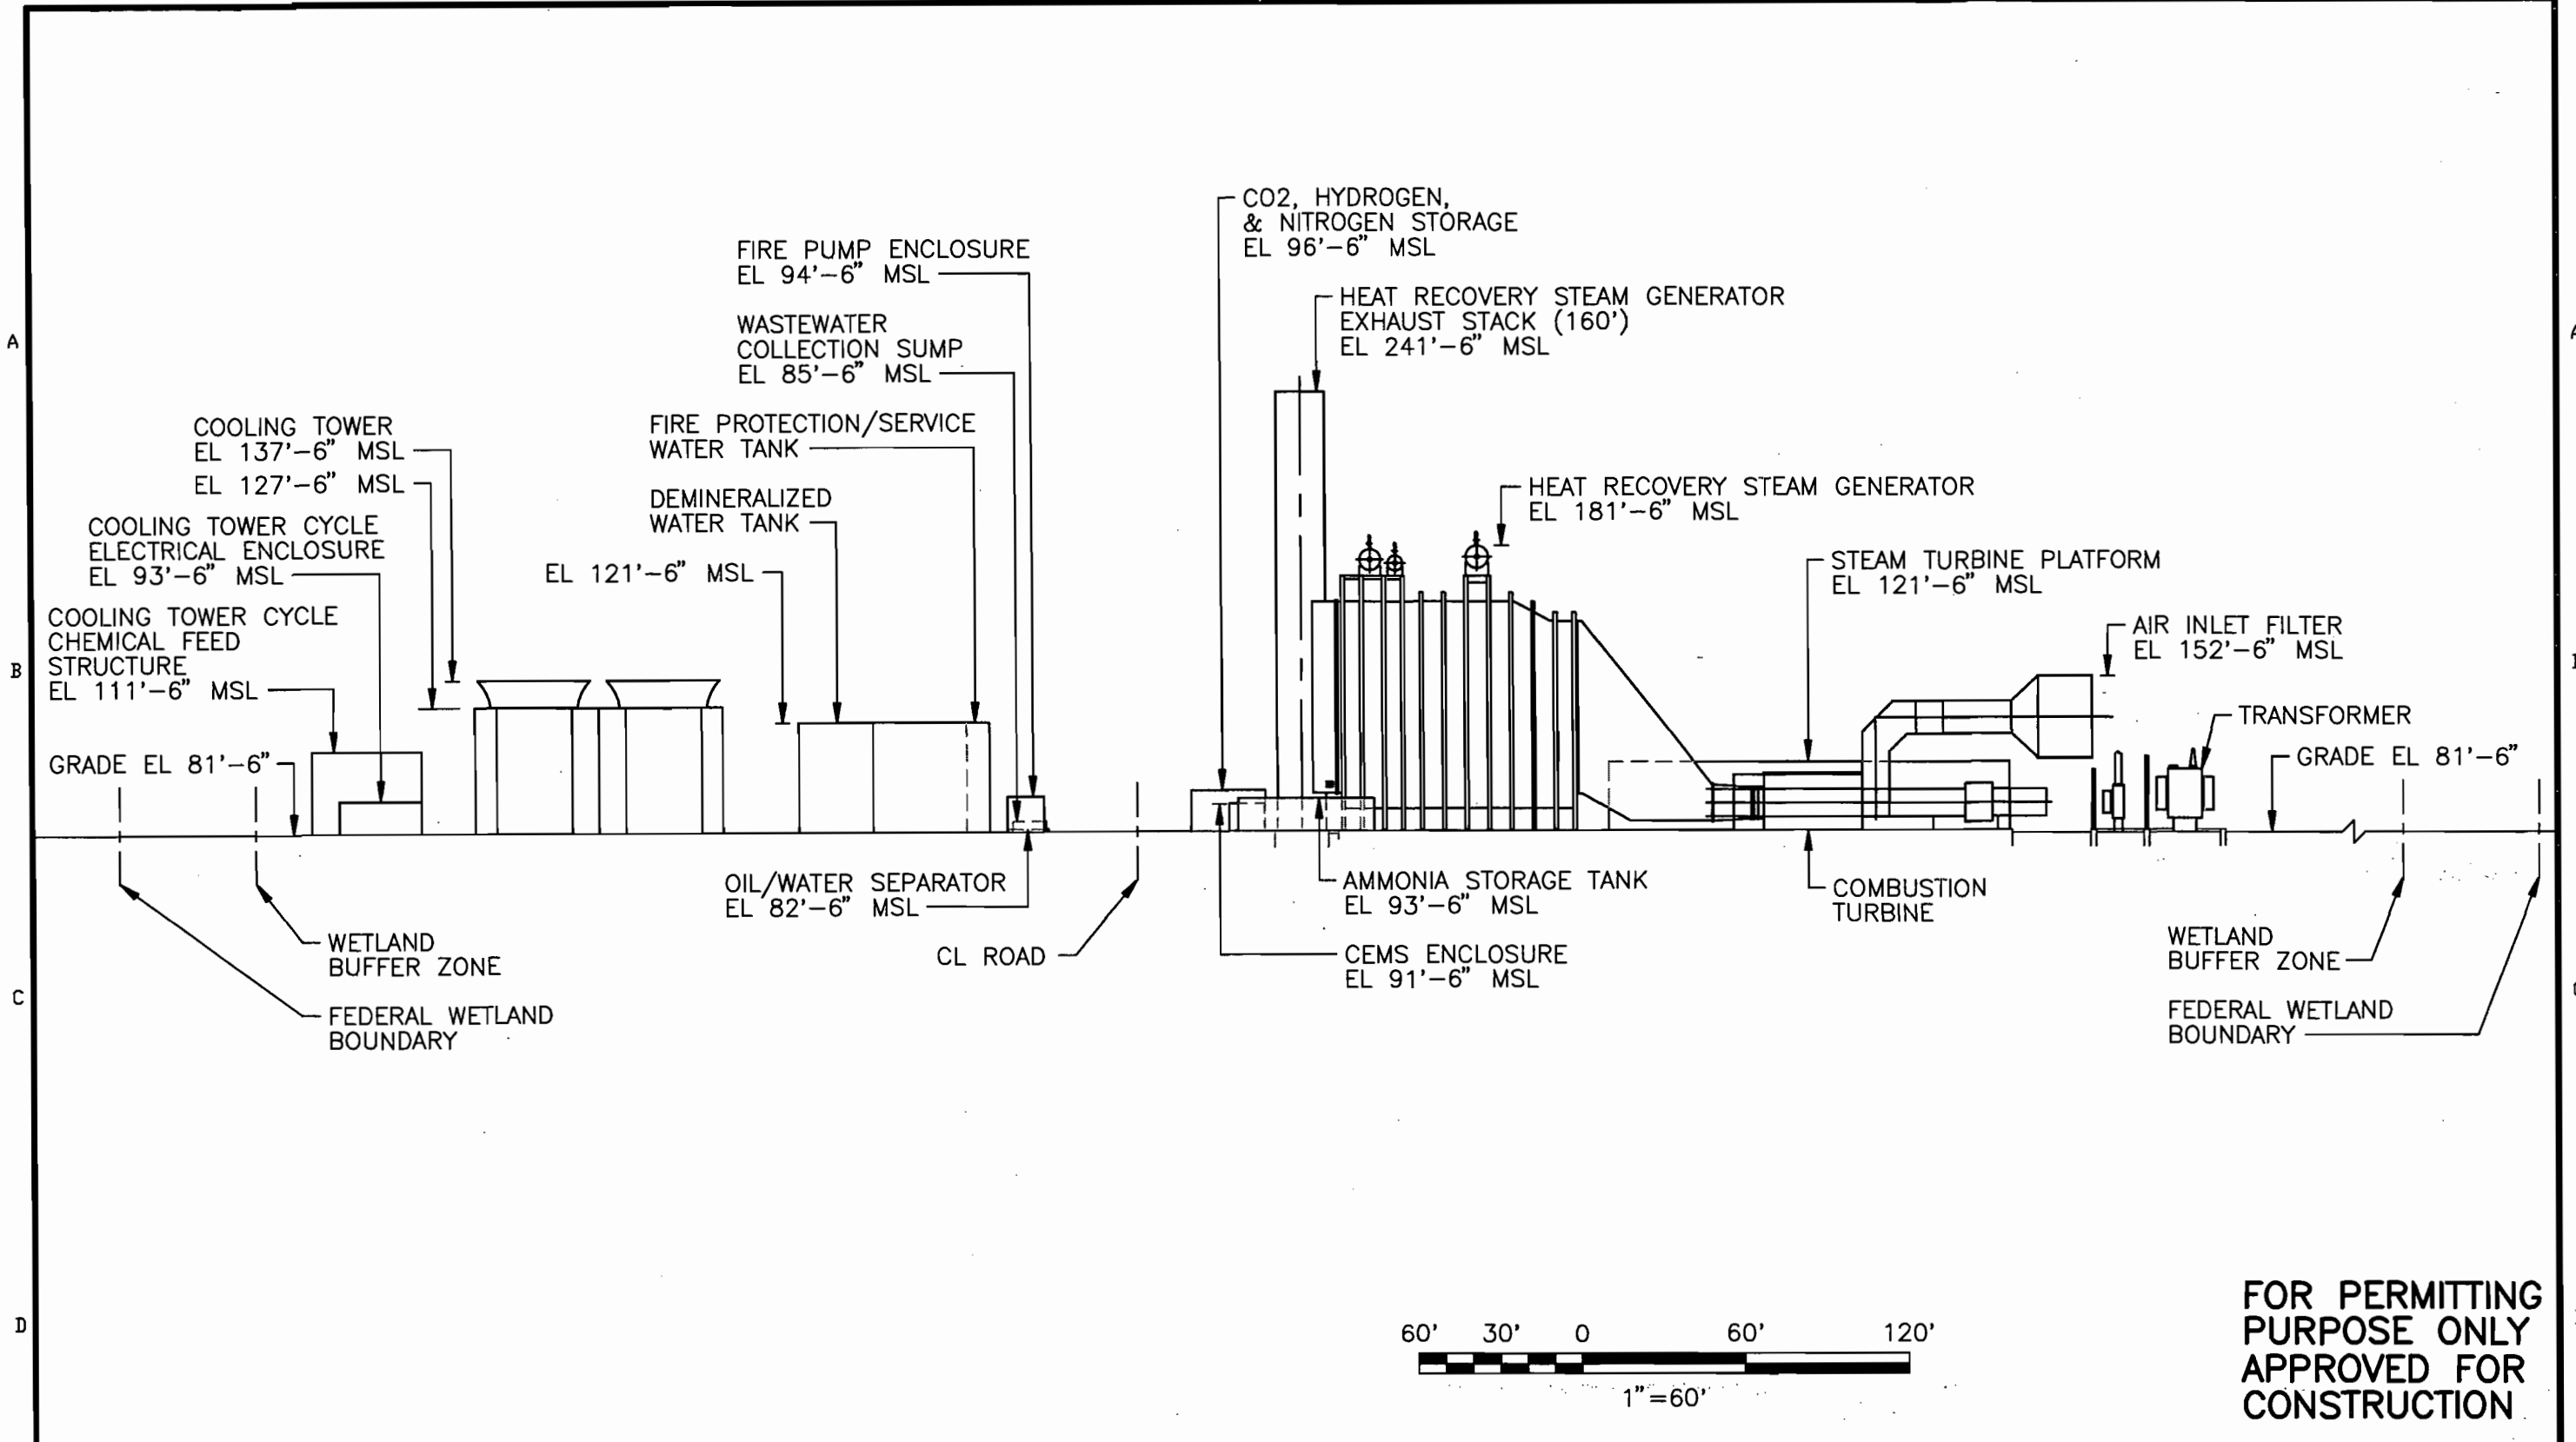 CO2, HYDROGEN,
& NITROGEN STORAGE
EL 96'-6" MSL
FIRE PUMP ENCLOSURE
EL 94'-6" MSL
HEAT RECOVERY STEAM GENERATOR
EXHAUST STACK (160')
EL 241'-6" MSL
WASTEWATER
COLLECTION SUMP
EL 85'-6" MSL
A
COOLING TOWER
EL 137'-6" MSL
EL 127'-6" MSL
FIRE PROTECTION/SERVICE
WATER TANK
DEMINERALIZED
WATER TANK
HEAT RECOVERY STEAM GENERATOR
EL 181'-6" MSL
COOLING TOWER CYCLE
ELECTRICAL ENCLOSURE
EL 93'-6" MSL
EL 121'-6" MSL
STEAM TURBINE PLATFORM
EL 121'-6" MSL
COOLING TOWER CYCLE
CHEMICAL FEED
STRUCTURE
EL 111'-6" MSL
AIR INLET FILTER
EL 152'-6" MSL
B
TRANSFORMER
GRADE EL 81'-6"
GRADE EL 81'-6"
OIL/WATER SEPARATOR
EL 82'-6" MSL
AMMONIA STORAGE TANK
EL 93'-6" MSL
COMBUSTION
TURBINE
WETLAND
BUFFER ZONE
CL ROAD
CEMS ENCLOSURE
EL 91'-6" MSL
WETLAND
BUFFER ZONE
C
FEDERAL WETLAND
BOUNDARY
FEDERAL WETLAND
BOUNDARY
D
60' 30' 0 60' 120'
1"=60'
FOR PERMITTING
PURPOSE ONLY
APPROVED FOR
CONSTRUCTION